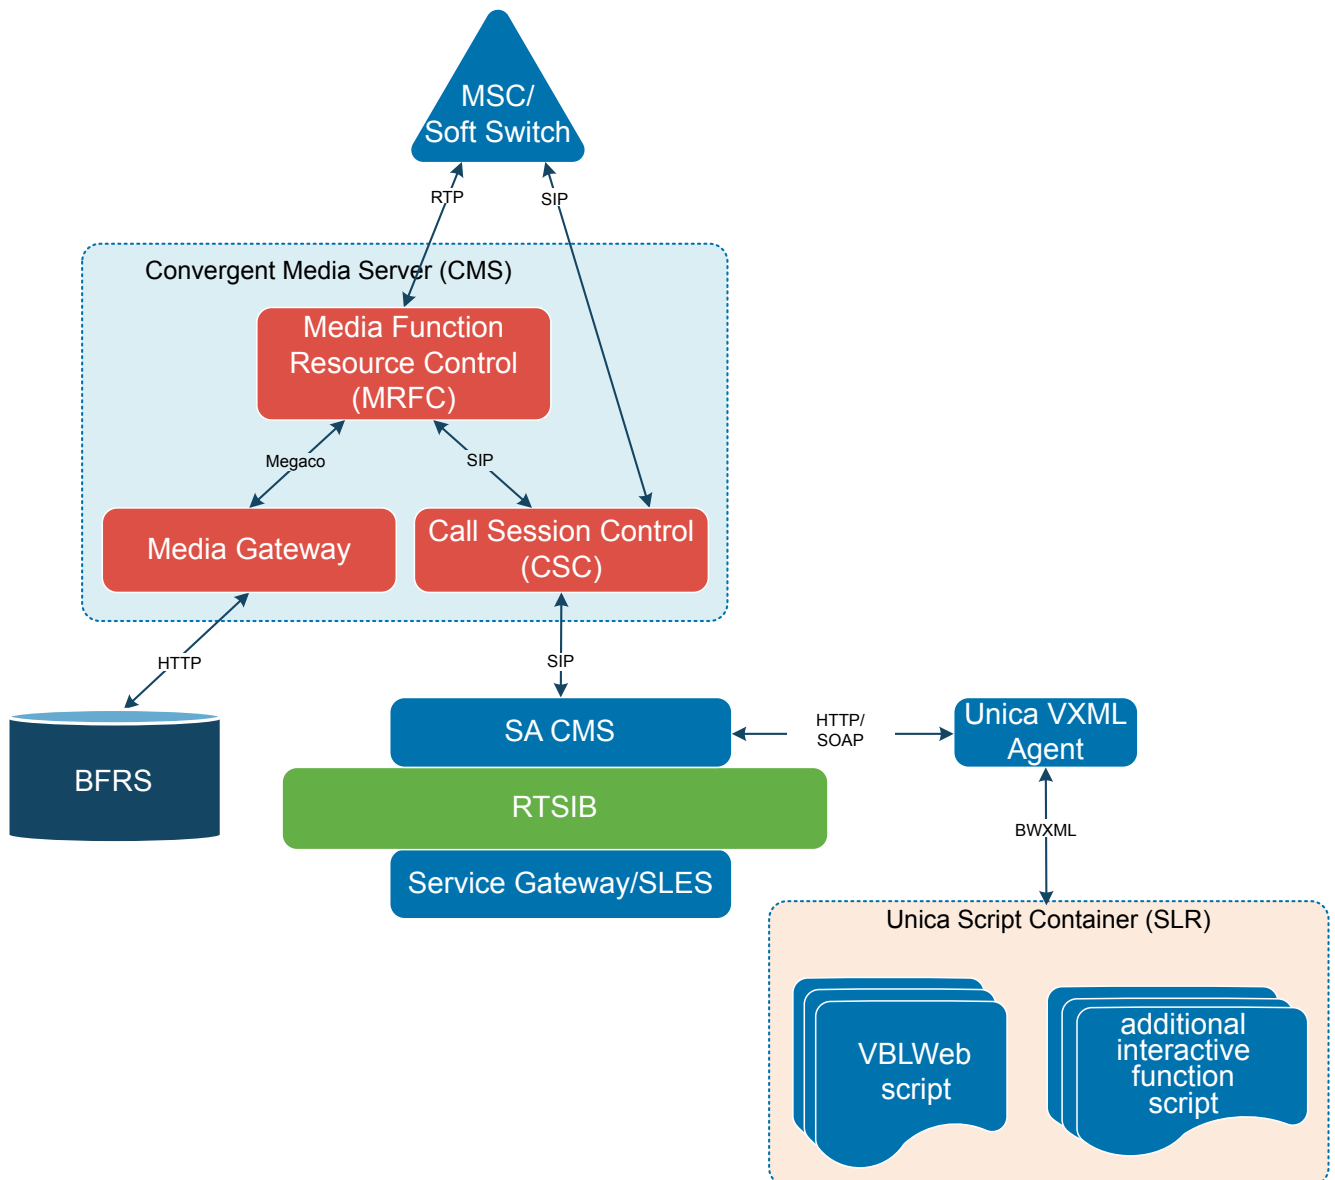 MSC/
Soft Switch
RTP
SIP
Convergent Media Server (CMS)
Media Function
Resource Control
(MRFC)
Megaco
SIP
Media Gateway
Call Session Control
(CSC)
HTTP
SIP
BFRS
SA CMS
HTTP/
SOAP
Unica VXML
Agent
RTSIB
BWXML
Service Gateway/SLES
Unica Script Container (SLR)
VBLWeb
script
additional
interactive
function
script